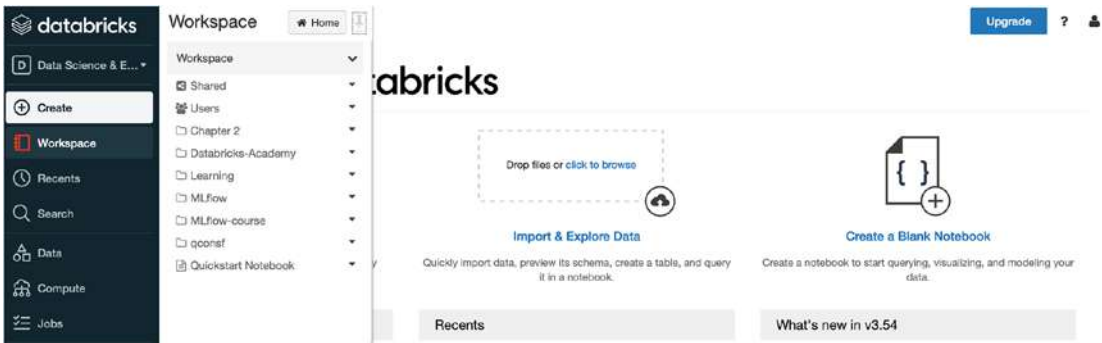 databricks
D Data Science & E...
Create
Workspace
Recents
Search
Data
Compute
Jobs
Workspace
Home
Workspace
Shared
Users
Chapter 2
Databricks-Academy
Learning
MLflow
MLflow-course
qconsf
Quickstart Notebook
Upgrade ?
abricks
Drop files or click to browse
Import & Explore Data
Quickly import data, preview its schema, create a table, and query
it in a notebook.
{ }
Create a Blank Notebook
Create a notebook to start querying, visualizing, and modeling your
data.
y
Recents
What's new in v3.54